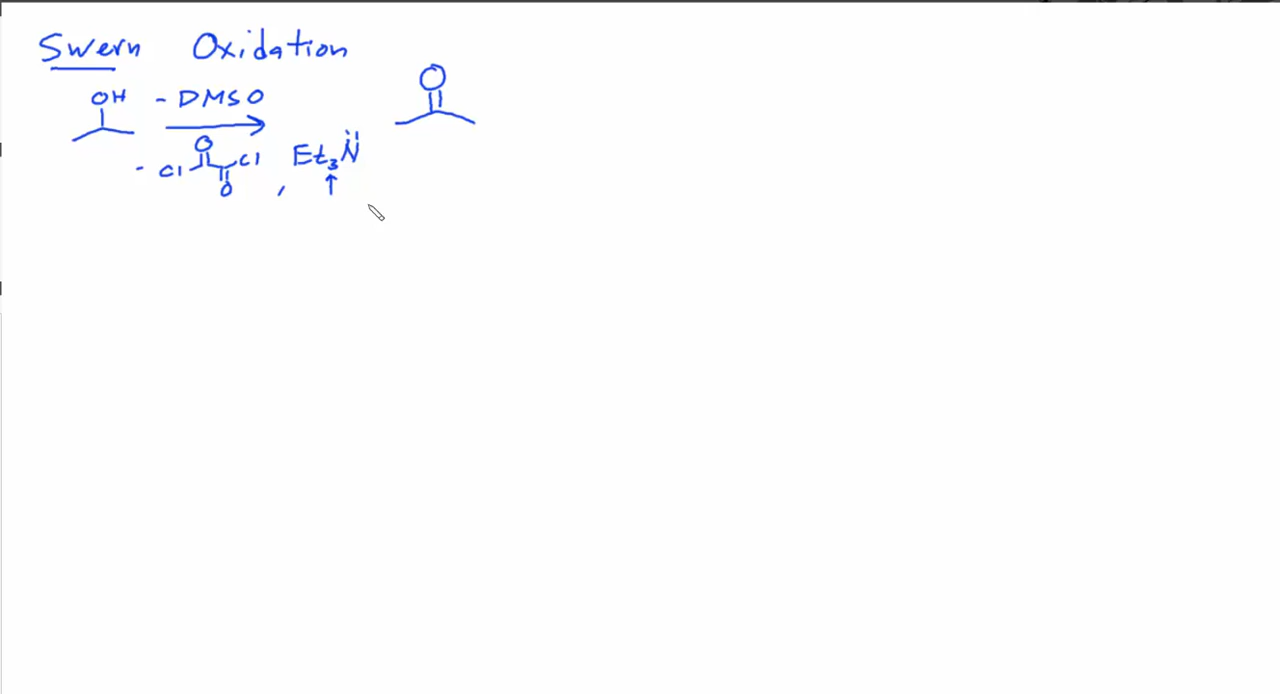 Swern Oxidation
O
OH - DMSO
O
- Cl Cl , Et₃N̈
O